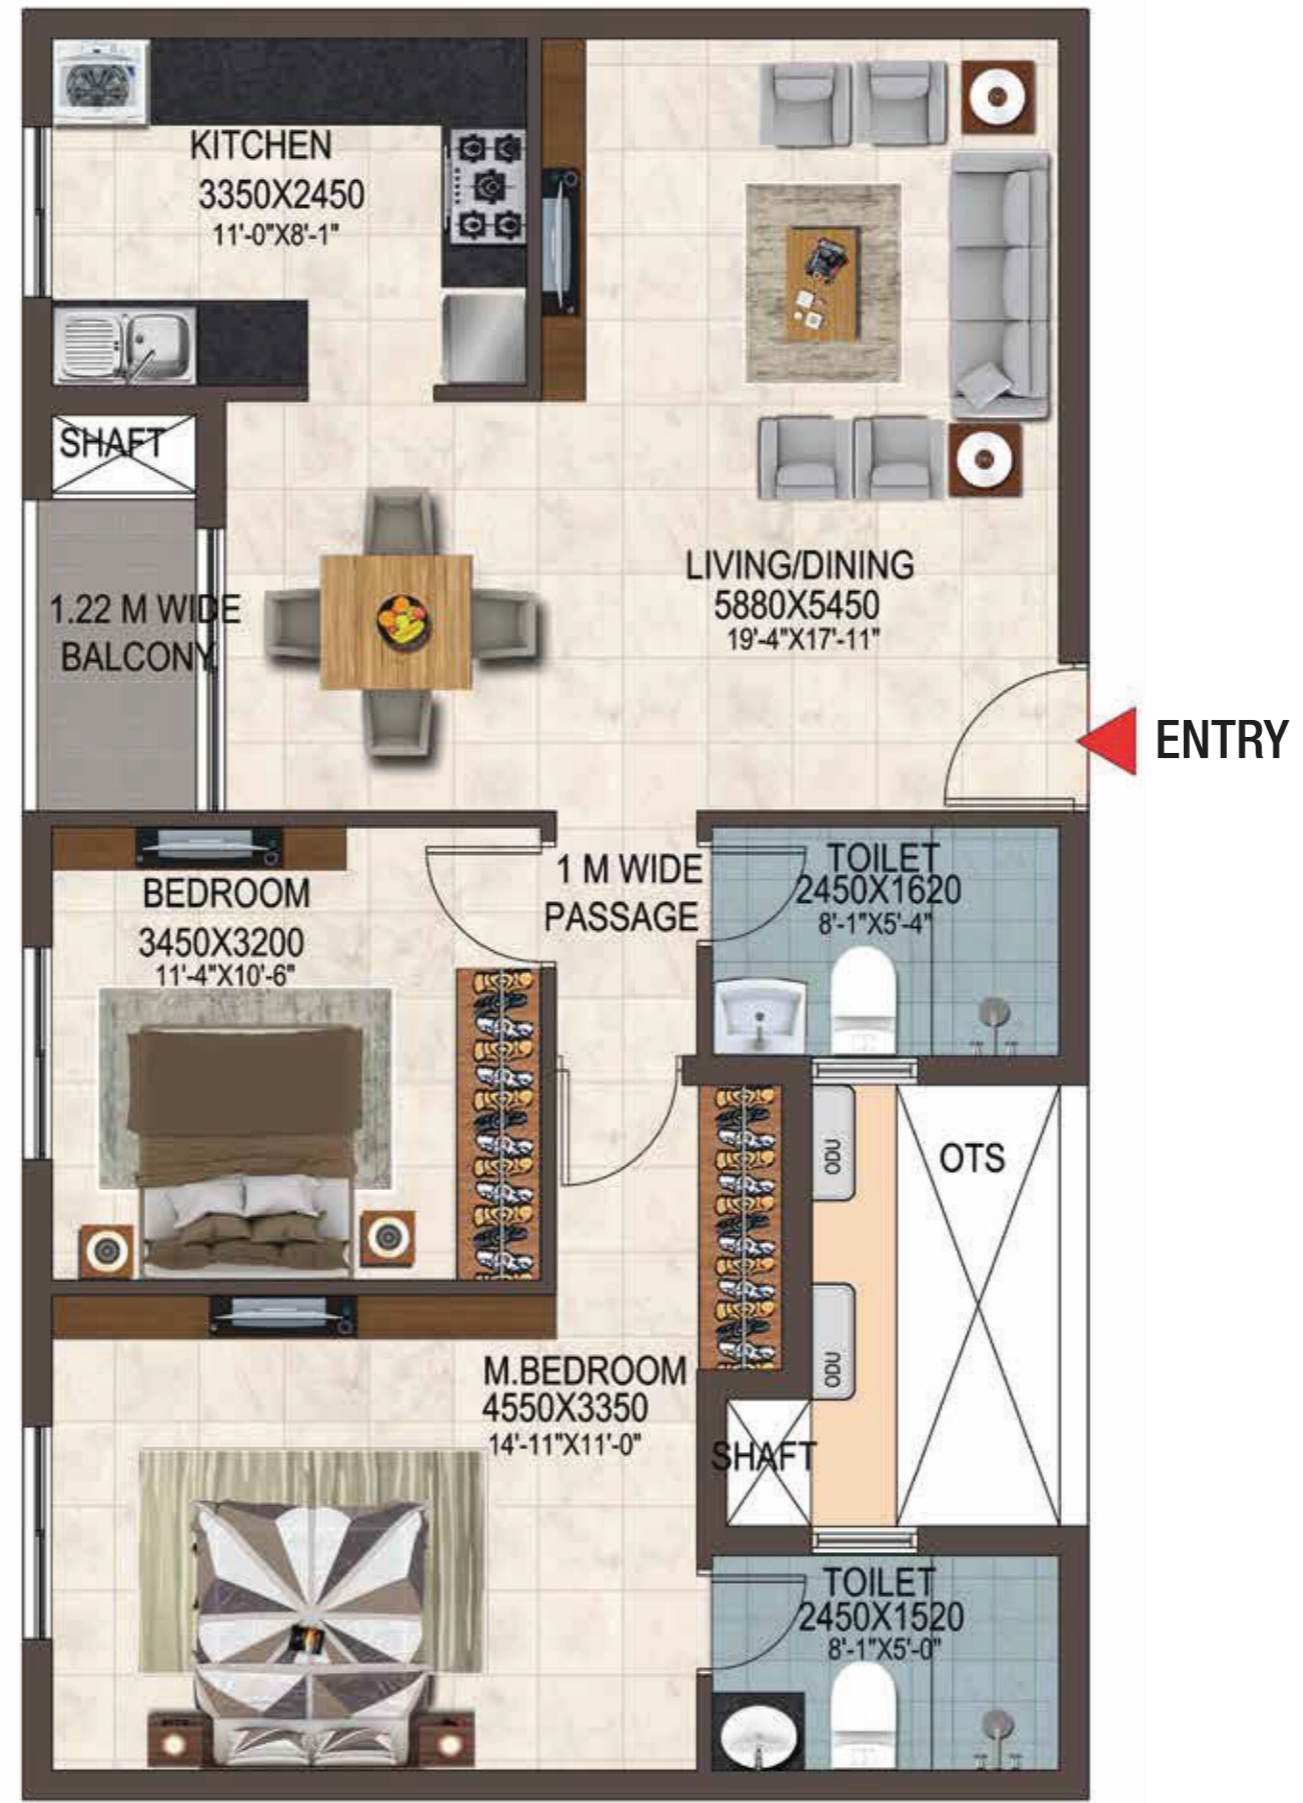 KITCHEN
3350X2450
11'-0"X8'-1"
SHAFT
1.22 M WIDE
BALCONY
LIVING/DINING
5880X5450
19'-4"X17'-11"
ENTRY
BEDROOM
3450X3200
11'-4"X10'-6"
1 M WIDE
PASSAGE
TOILET
2450X1620
8'-1"X5'-4"
ODU
OTS
ODU
M.BEDROOM
4550X3350
14'-11"X11'-0"
SHAFT
TOILET
2450X1520
8'-1"X5'-0"